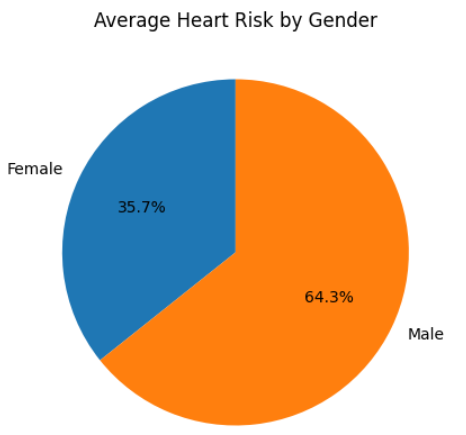 Average Heart Risk by Gender
Female
35.7%
64.3%
Male